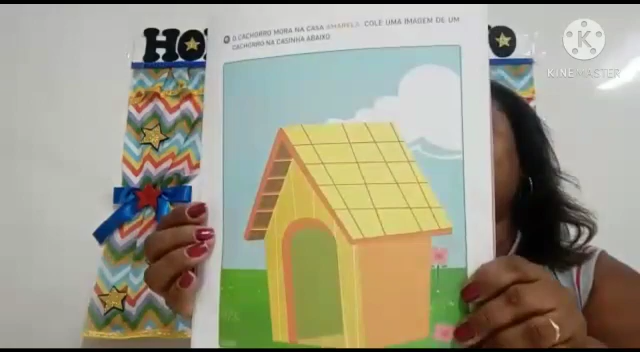 HO
O
O CACHORRO MORA NA CASA AMARELA. COLE UMA IMAGEM DE UM
CACHORRO NA CASINHA ABAIXO.
K
KINEMASTER